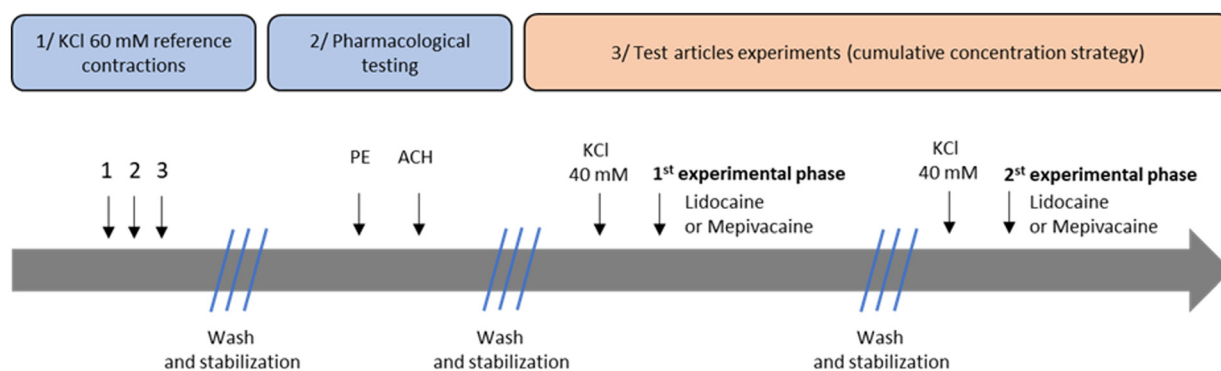 1/ KCl 60 mM reference
contractions
2/ Pharmacological
testing
3/ Test articles experiments (cumulative concentration strategy)
1 2 3
PE ACH
KCl
40 mM
1st experimental phase
Lidocaine
or Mepivacaine
KCl
40 mM
2st experimental phase
Lidocaine
or Mepivacaine
Wash
and stabilization
Wash
and stabilization
Wash
and stabilization